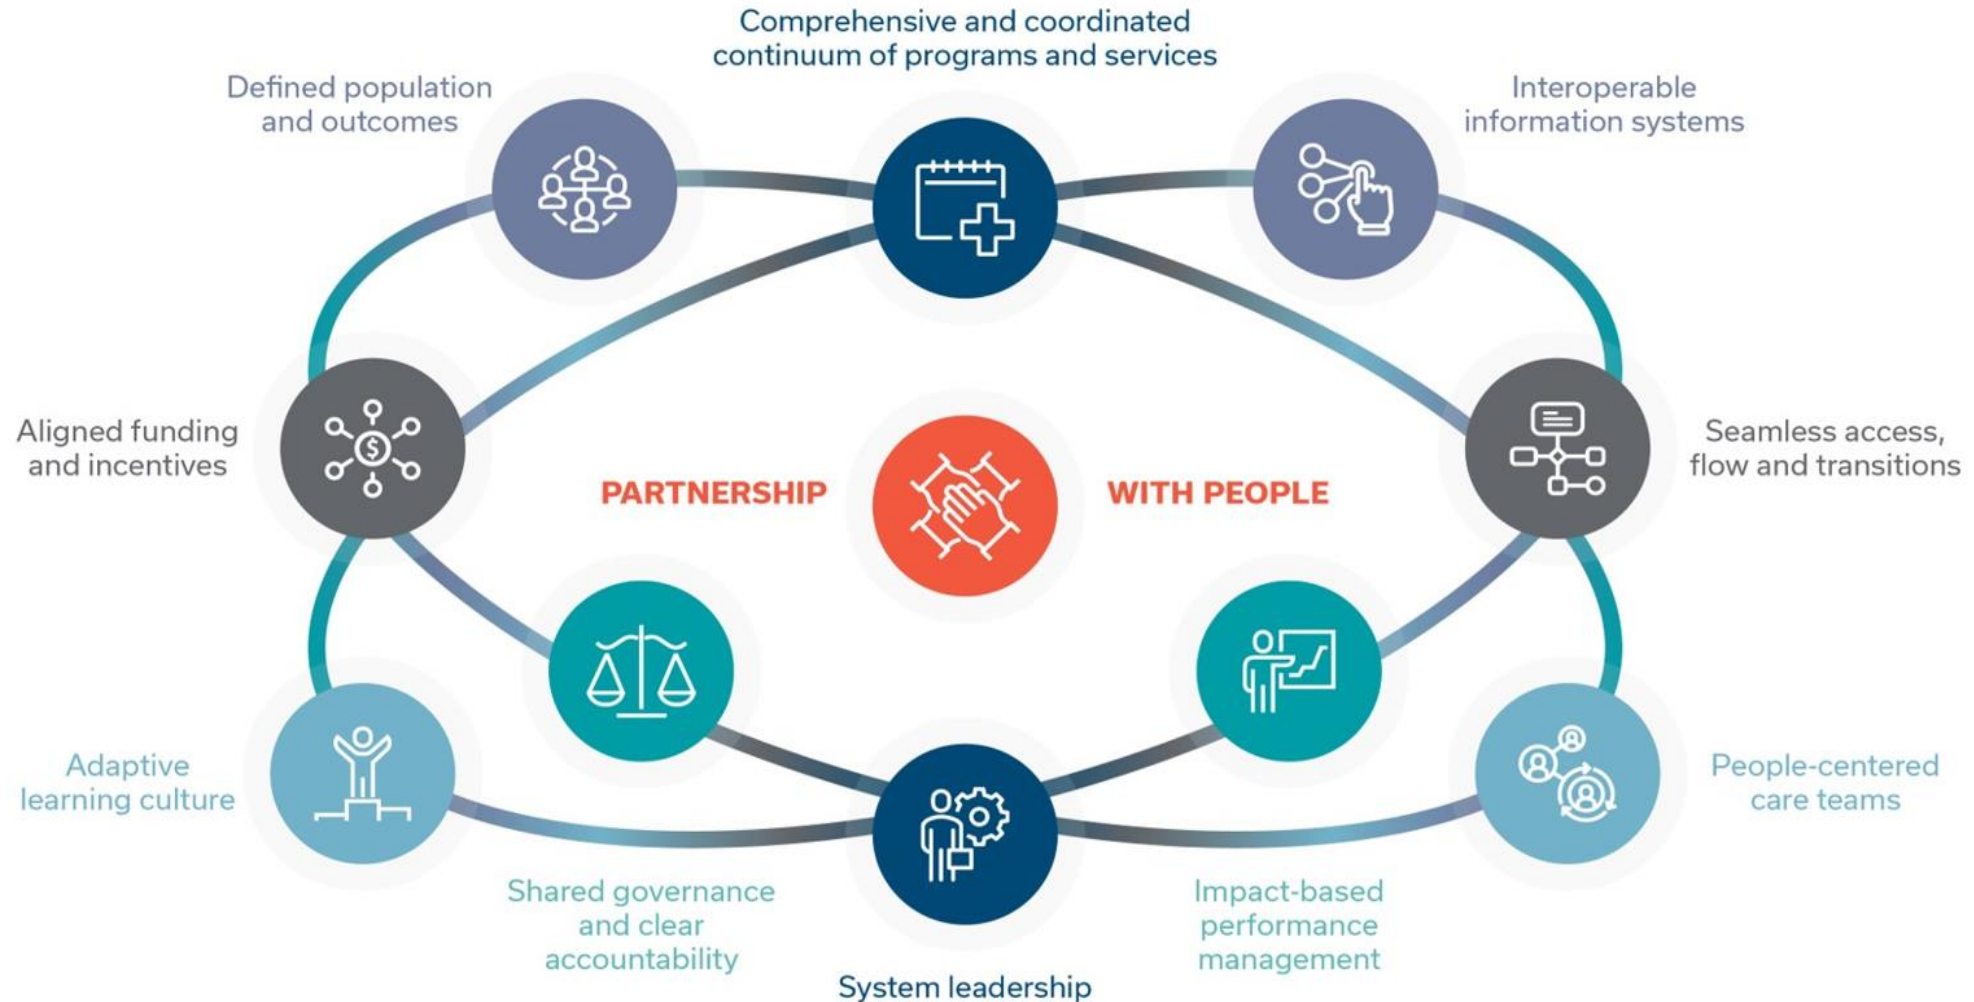 Comprehensive and coordinated
continuum of programs and services
Defined population
and outcomes
Interoperable
information systems
Aligned funding
and incentives
Seamless access,
flow and transitions
$
PARTNERSHIP
WITH PEOPLE
Adaptive
learning culture
People-centered
care teams
Shared governance
and clear
accountability
Impact-based
performance
management
System leadership